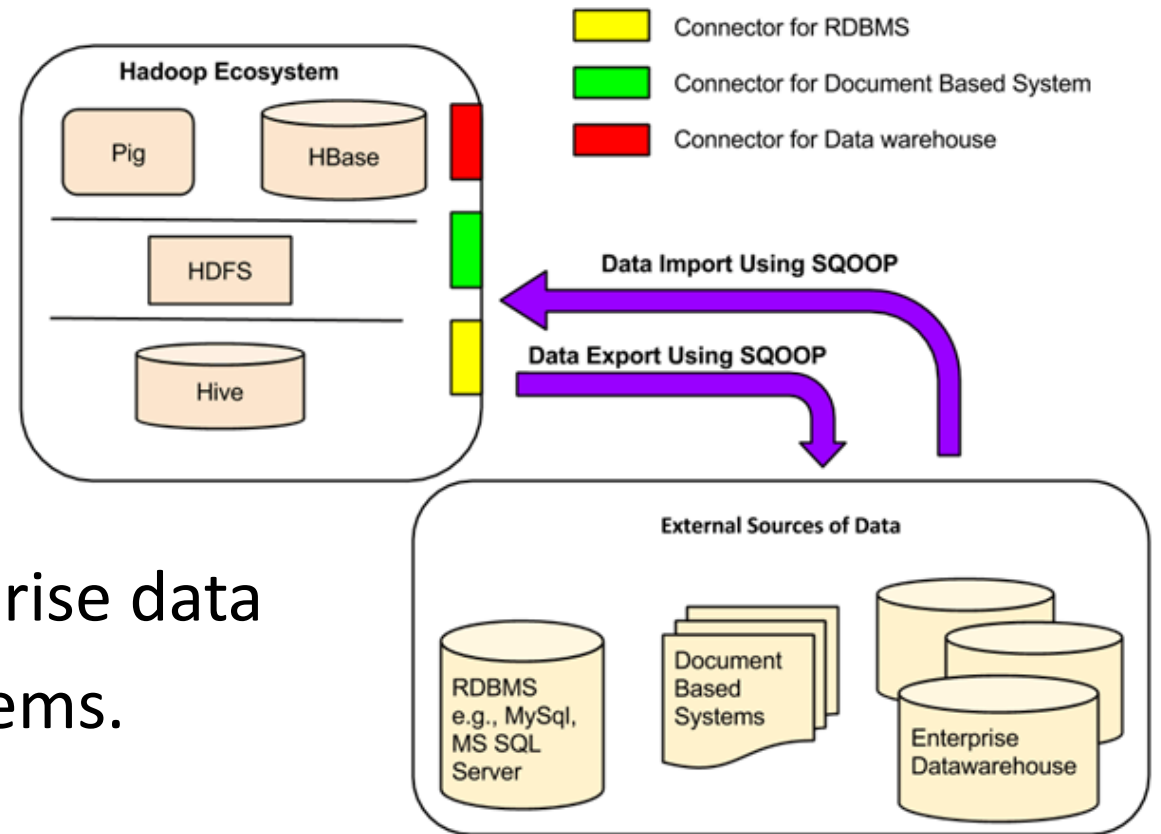 Connector for RDBMS
Connector for Document Based System
Connector for Data warehouse
Hadoop Ecosystem
Pig
HBase
HDFS
Hive
Data Import Using SQOOP
Data Export Using SQOOP
External Sources of Data
RDBMS
e.g., MySql,
MS SQL
Server
Document
Based
Systems
Enterprise
Datawarehouse
rise data
ems.